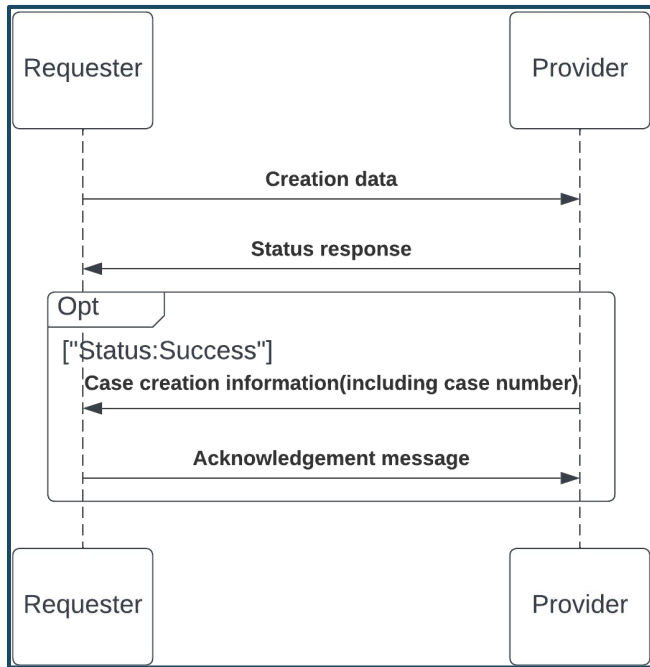 Requester
Provider
Creation data
Status response
Opt
["Status:Success"]
Case creation information(including case number)
Acknowledgement message
Requester
Provider